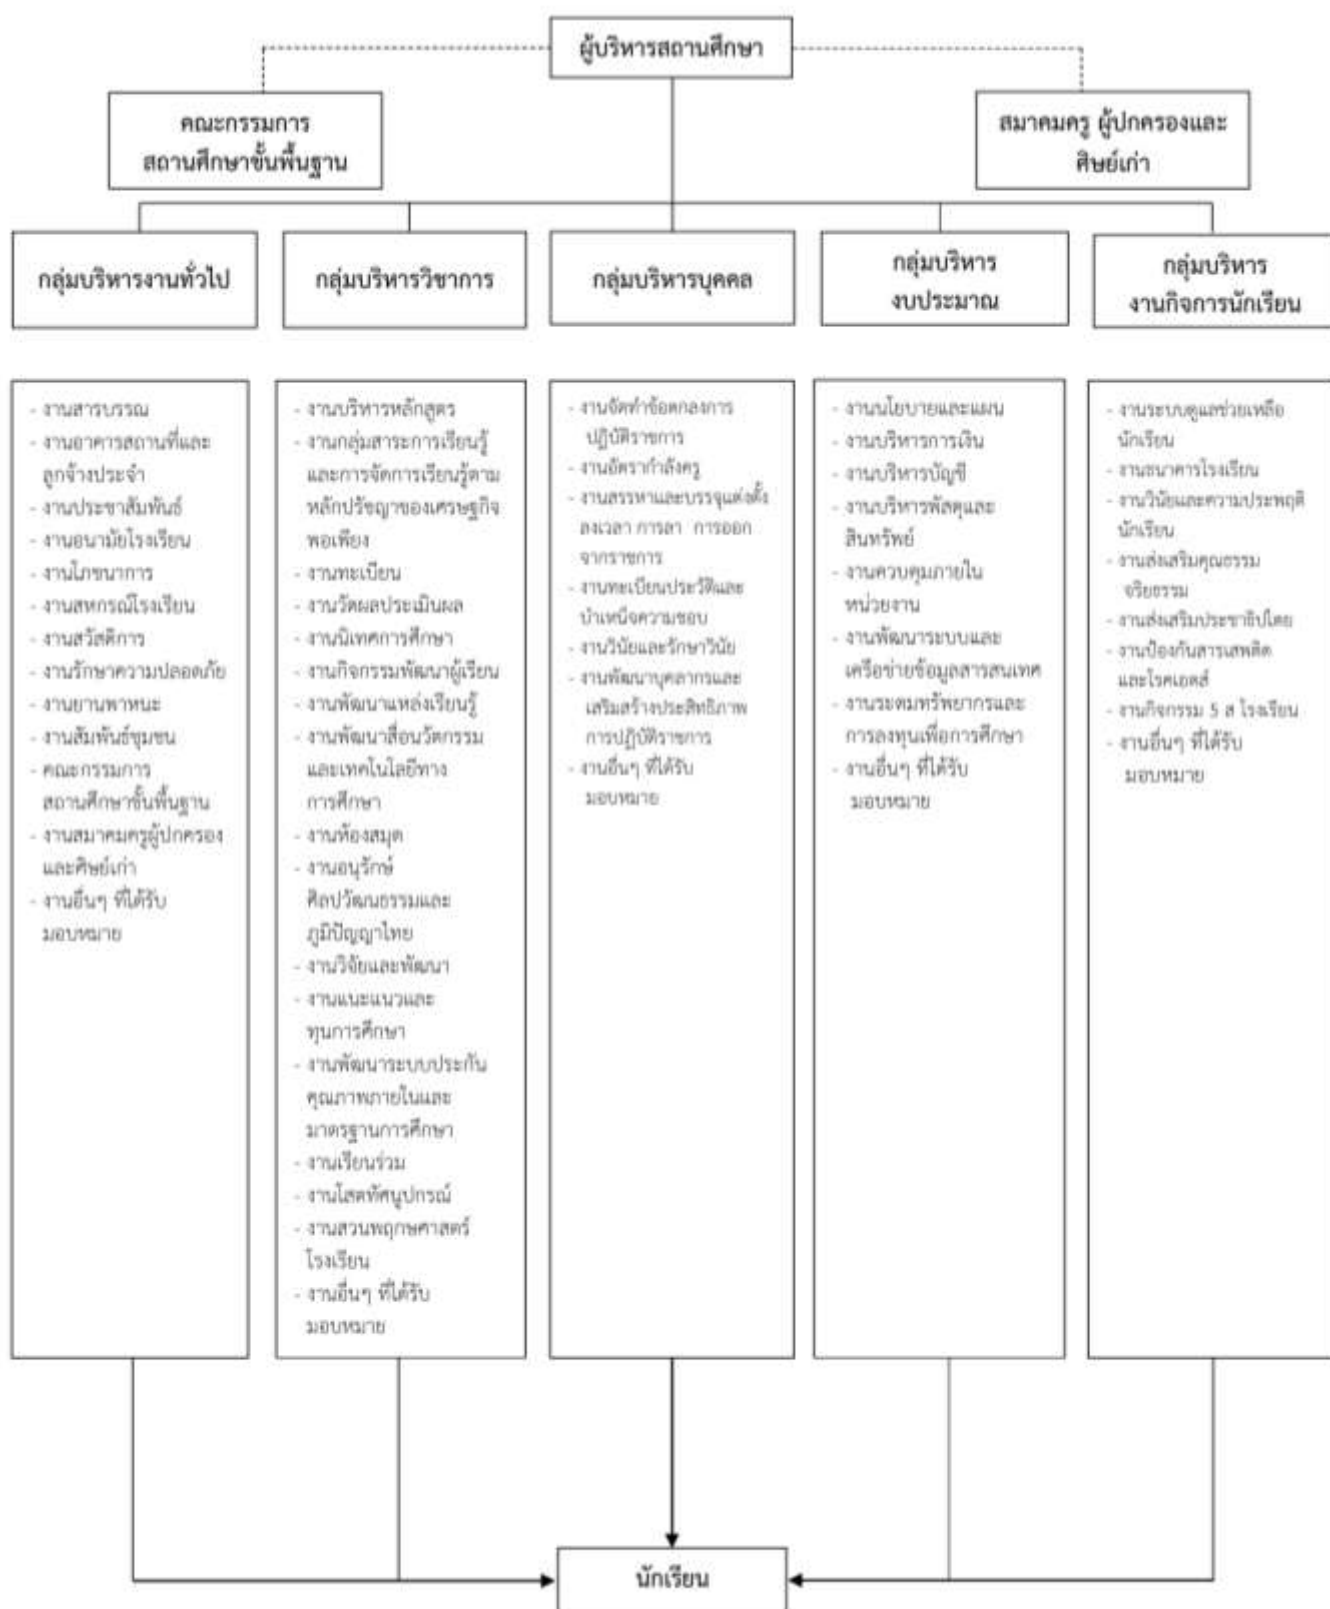 ผู้บริหารสถานศึกษา
คณะกรรมการ
สถานศึกษาขั้นพื้นฐาน
สมาคมครู ผู้ปกครองและ
ศิษย์เก่า
กลุ่มบริหารงานทั่วไป
กลุ่มบริหารวิชาการ
กลุ่มบริหารบุคคล
กลุ่มบริหาร
งบประมาณ
กลุ่มบริหาร
งานกิจการนักเรียน
- งานสารบรรณ
- งานอาคารสถานที่และ
ลูกจ้างประจำ
- งานประชาสัมพันธ์
- งานอนามัยโรงเรียน
- งานโภชนาการ
- งานสหกรณ์โรงเรียน
- งานสวัสดิการ
- งานรักษาความปลอดภัย
- งานยานพาหนะ
- งานสัมพันธ์ชุมชน
- คณะกรรมการ
สถานศึกษาขั้นพื้นฐาน
- งานสมาคมครูผู้ปกครอง
และศิษย์เก่า
- งานอื่นๆ ที่ได้รับ
มอบหมาย
- งานบริหารหลักสูตร
- งานกลุ่มสาระการเรียนรู้
และการจัดการเรียนรู้ตาม
หลักปรัชญาของเศรษฐกิจ
พอเพียง
- งานทะเบียน
- งานวัดผลประเมินผล
- งานนิเทศการศึกษา
- งานกิจกรรมพัฒนาผู้เรียน
- งานพัฒนาแหล่งเรียนรู้
- งานพัฒนาสื่อนวัตกรรม
และเทคโนโลยีทาง
การศึกษา
- งานห้องสมุด
- งานอนุรักษ์
ศิลปวัฒนธรรมและ
ภูมิปัญญาไทย
- งานวิจัยและพัฒนา
- งานแนะแนวและ
ทุนการศึกษา
- งานพัฒนาระบบประกัน
คุณภาพภายในและ
มาตรฐานการศึกษา
- งานเรียนร่วม
- งานโสตทัศนูปกรณ์
- งานสวนพฤกษศาสตร์
โรงเรียน
- งานอื่นๆ ที่ได้รับ
มอบหมาย
- งานจัดทำข้อตกลงการ
ปฏิบัติราชการ
- งานอัตรากำลังครู
- งานสรรหาและบรรจุแต่งตั้ง
ลงเวลา การลา การออก
จากราชการ
- งานทะเบียนประวัติและ
บำเหน็จความชอบ
- งานวินัยและรักษาวินัย
- งานพัฒนาบุคลากรและ
เสริมสร้างประสิทธิภาพ
การปฏิบัติราชการ
- งานอื่นๆ ที่ได้รับ
มอบหมาย
- งานนโยบายและแผน
- งานบริหารการเงิน
- งานบริหารบัญชี
- งานบริหารพัสดุและ
สินทรัพย์
- งานควบคุมภายใน
หน่วยงาน
- งานพัฒนาระบบและ
เครือข่ายข้อมูลสารสนเทศ
- งานระดมทรัพยากรและ
การลงทุนเพื่อการศึกษา
- งานอื่นๆ ที่ได้รับ
มอบหมาย
- งานระบบดูแลช่วยเหลือ
นักเรียน
- งานธนาคารโรงเรียน
- งานวินัยและความประพฤติ
นักเรียน
- งานส่งเสริมคุณธรรม
จริยธรรม
- งานส่งเสริมประชาธิปไตย
- งานป้องกันสารเสพติด
และโรคเอดส์
- งานกิจกรรม 5 ส โรงเรียน
- งานอื่นๆ ที่ได้รับ
มอบหมาย
นักเรียน